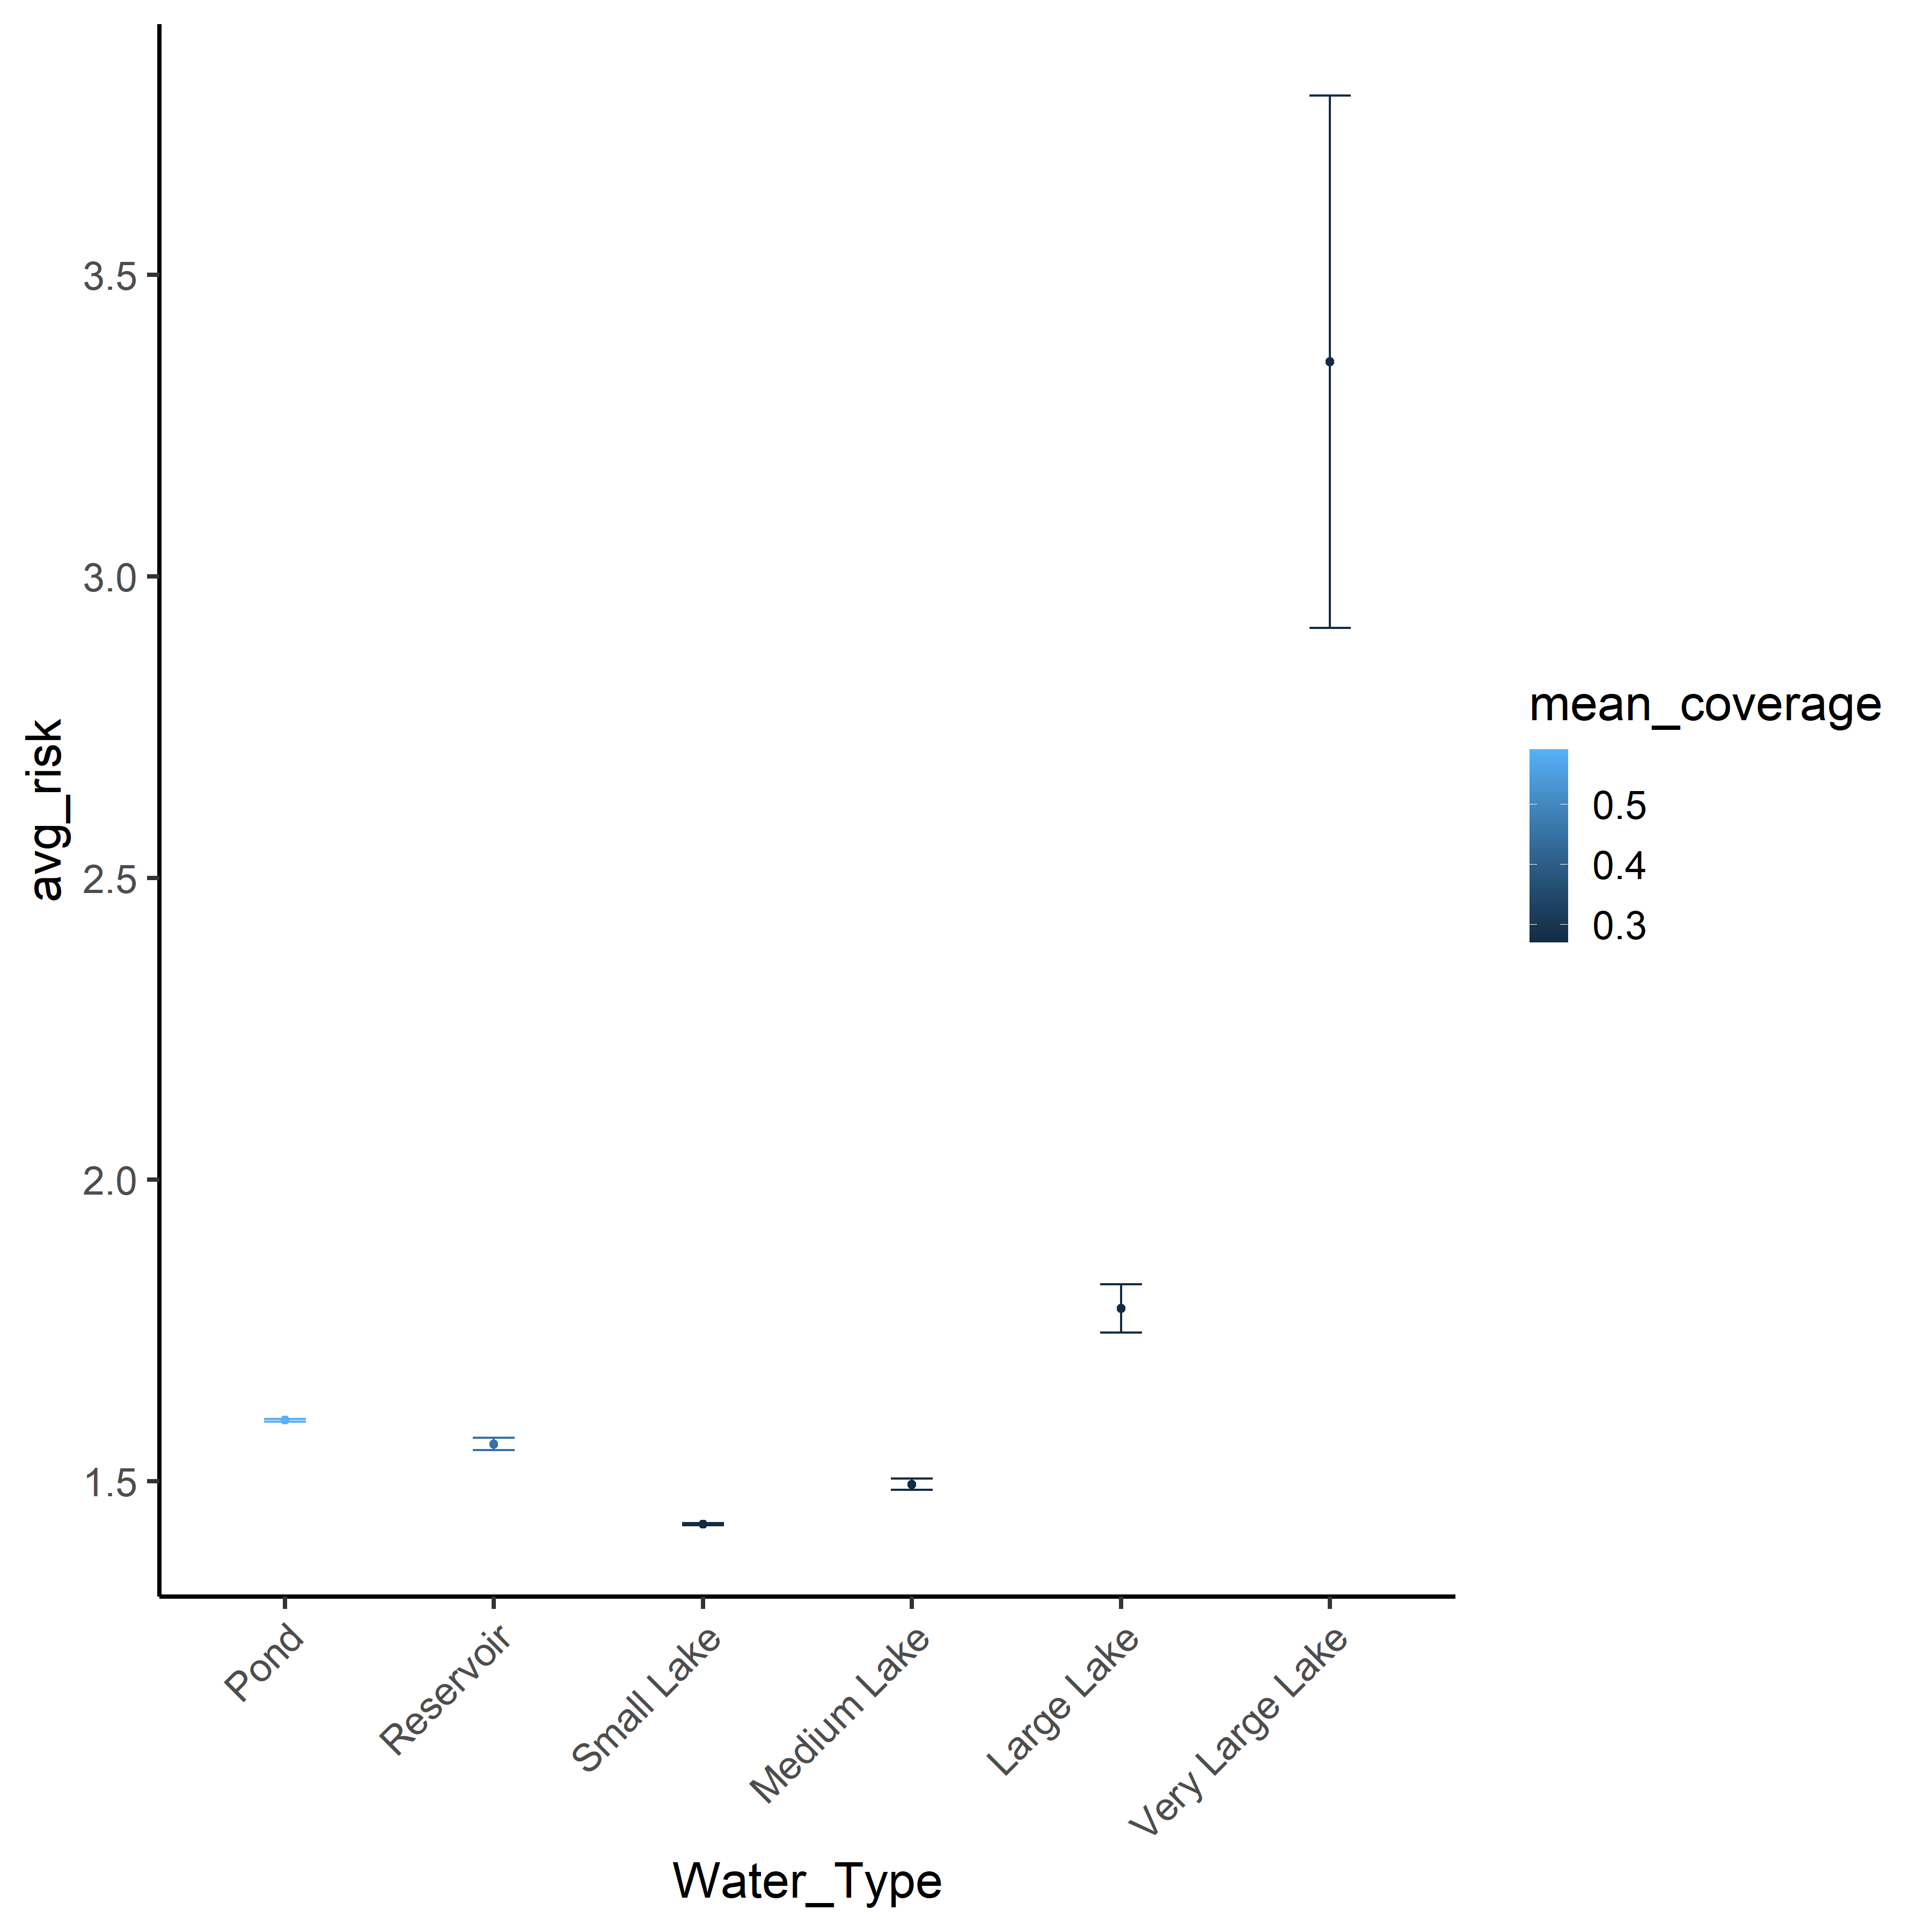 avg_risk
3.5
3.0
2.5
2.0
1.5
Pond
Reservoir
Small Lake
Medium Lake
Large Lake
Very Large Lake
Water_Type
mean_coverage
0.5
0.4
0.3